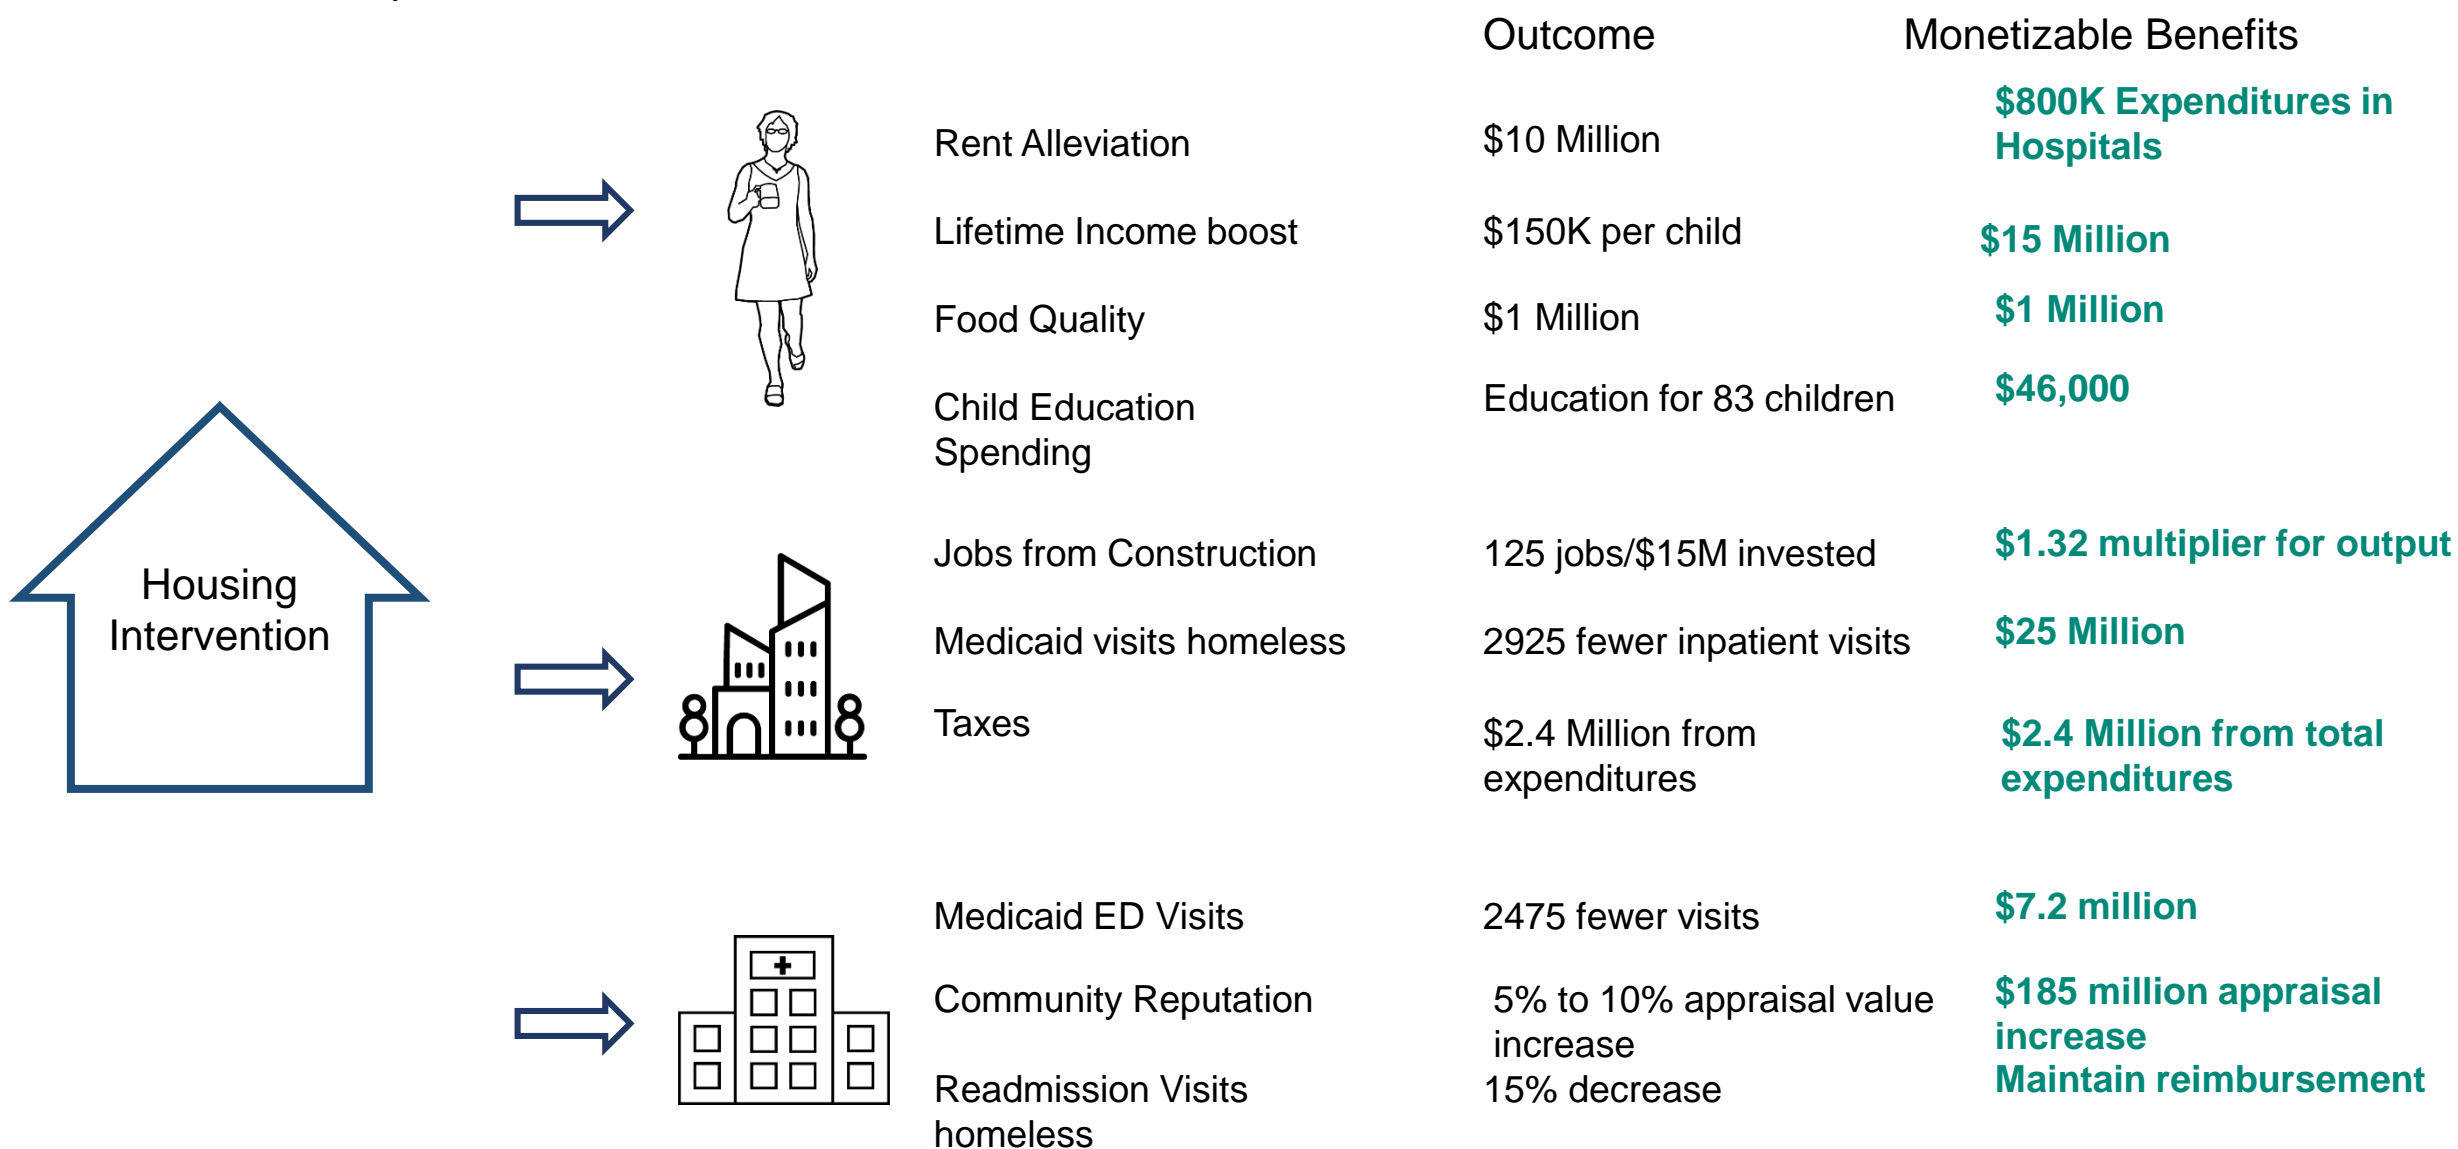 Outcome
Monetizable Benefits
Rent Alleviation
$10 Million
$800K Expenditures in
Hospitals
Lifetime Income boost
$150K per child
$15 Million
Food Quality
$1 Million
$1 Million
Child Education
Spending
Education for 83 children
$46,000
Housing
Intervention
Jobs from Construction
125 jobs/$15M invested
$1.32 multiplier for output
Medicaid visits homeless
2925 fewer inpatient visits
$25 Million
Taxes
$2.4 Million from
expenditures
$2.4 Million from total
expenditures
Medicaid ED Visits
2475 fewer visits
$7.2 million
Community Reputation
5% to 10% appraisal value
increase
$185 million appraisal
increase
Readmission Visits
homeless
15% decrease
Maintain reimbursement